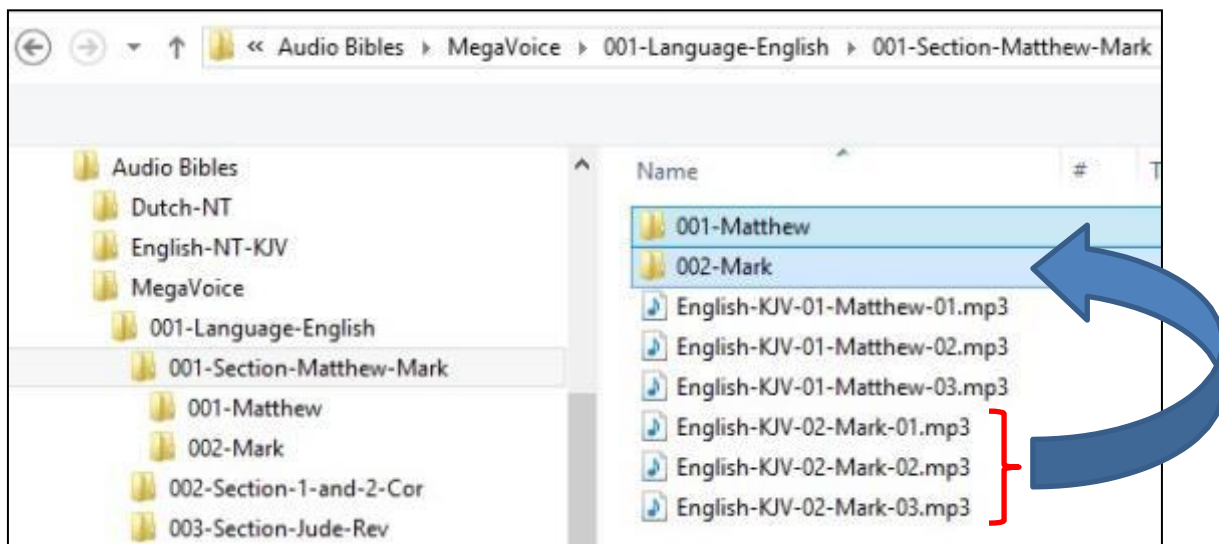 « Audio Bibles ▸ MegaVoice ▸ 001-Language-English ▸ 001-Section-Matthew-Mark
Audio Bibles
Dutch-NT
English-NT-KJV
MegaVoice
001-Language-English
001-Section-Matthew-Mark
001-Matthew
002-Mark
002-Section-1-and-2-Cor
003-Section-Jude-Rev
Name # T
001-Matthew
002-Mark
English-KJV-01-Matthew-01.mp3
English-KJV-01-Matthew-02.mp3
English-KJV-01-Matthew-03.mp3
English-KJV-02-Mark-01.mp3
English-KJV-02-Mark-02.mp3
English-KJV-02-Mark-03.mp3